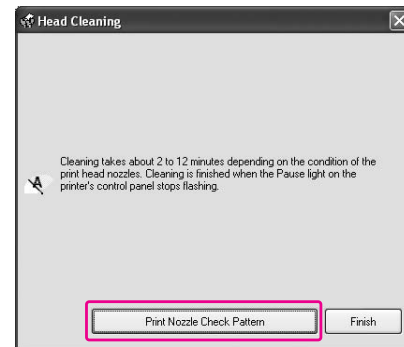 Head Cleaning
Cleaning takes about 2 to 12 minutes depending on the condition of the
print head nozzles. Cleaning is finished when the Pause light on the
printer's control panel stops flashing.
Print Nozzle Check Pattern
Finish